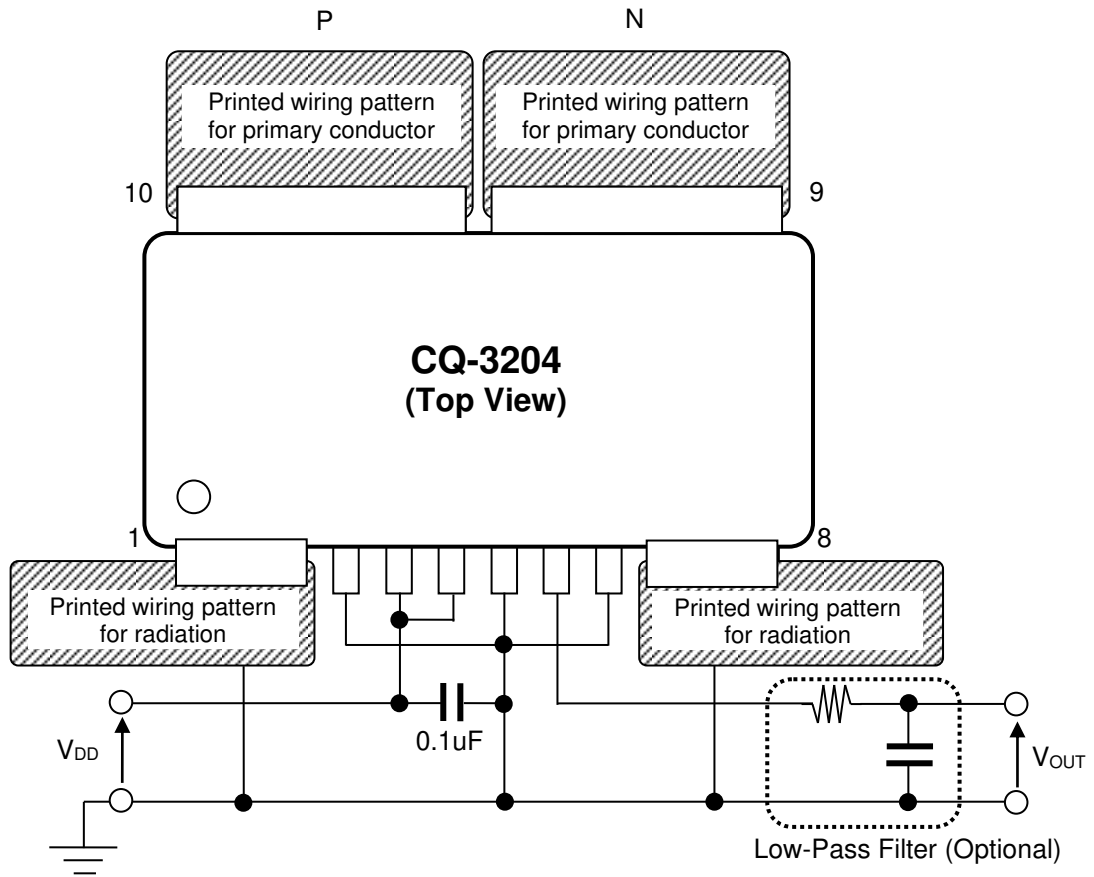 P
N
Printed wiring pattern
for primary conductor
Printed wiring pattern
for primary conductor
10
9
CQ-3204
(Top View)
1
8
Printed wiring pattern
for radiation
Printed wiring pattern
for radiation
0.1uF
VDD
VOUT
Low-Pass Filter (Optional)